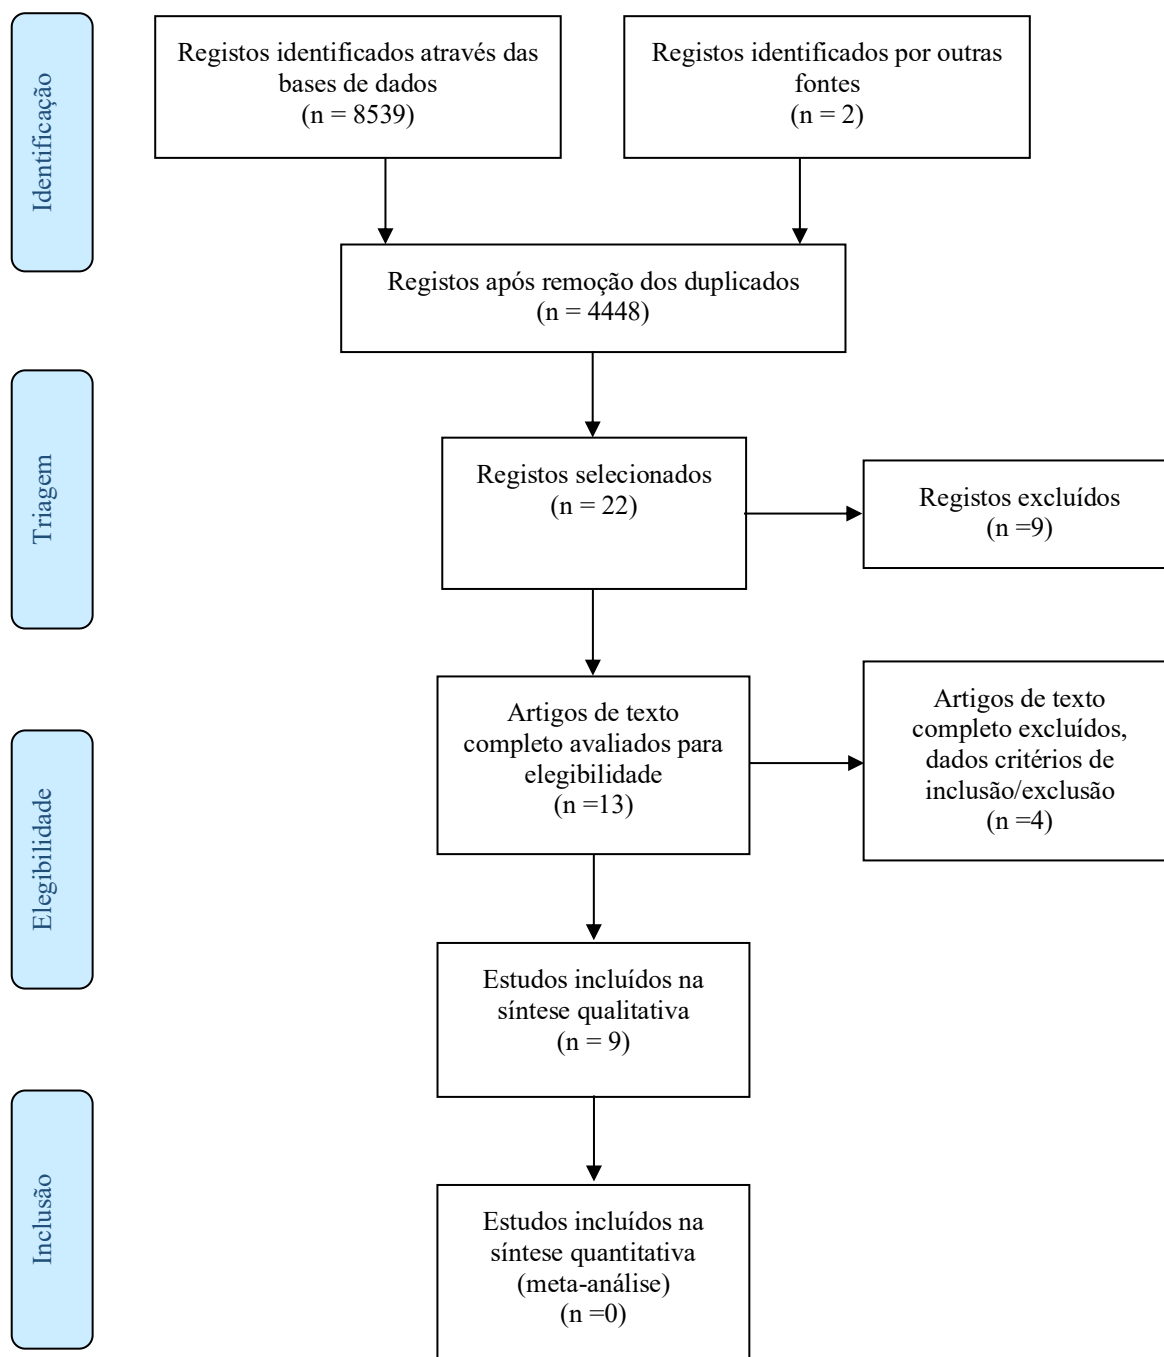 Identificação
Registos identificados através das
bases de dados
(n = 8539)
Registos identificados por outras
fontes
(n = 2)
Registos após remoção dos duplicados
(n = 4448)
Triagem
Registos selecionados
(n = 22)
Registos excluídos
(n =9)
Elegibilidade
Artigos de texto
completo avaliados para
elegibilidade
(n =13)
Artigos de texto
completo excluídos,
dados critérios de
inclusão/exclusão
(n =4)
Estudos incluídos na
síntese qualitativa
(n = 9)
Inclusão
Estudos incluídos na
síntese quantitativa
(meta-análise)
(n =0)